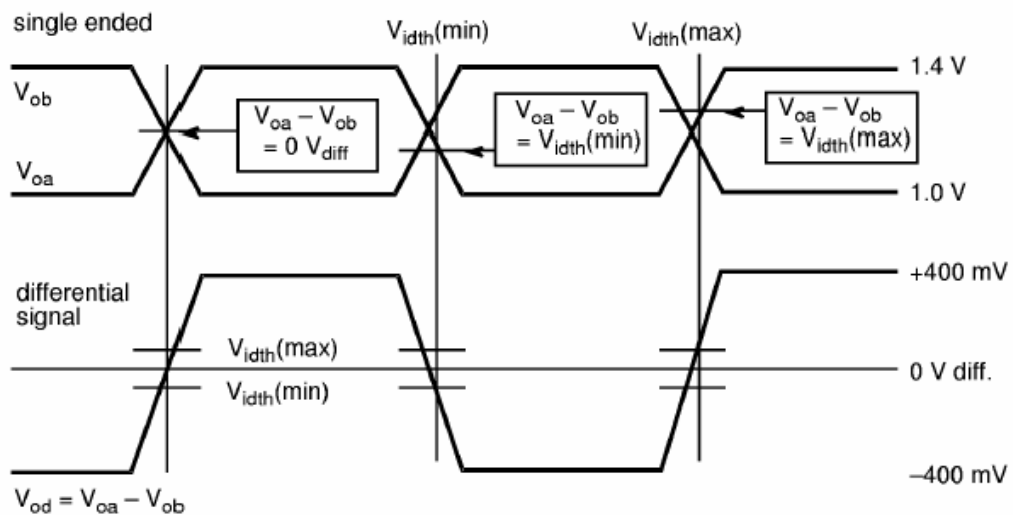 single ended
V_idth(min)
V_idth(max)
V_ob
V_oa
V_oa – V_ob
= 0 V_diff
V_oa – V_ob
= V_idth(min)
V_oa – V_ob
= V_idth(max)
1.4 V
1.0 V
differential
signal
V_idth(max)
V_idth(min)
+400 mV
0 V diff.
–400 mV
V_od = V_oa – V_ob